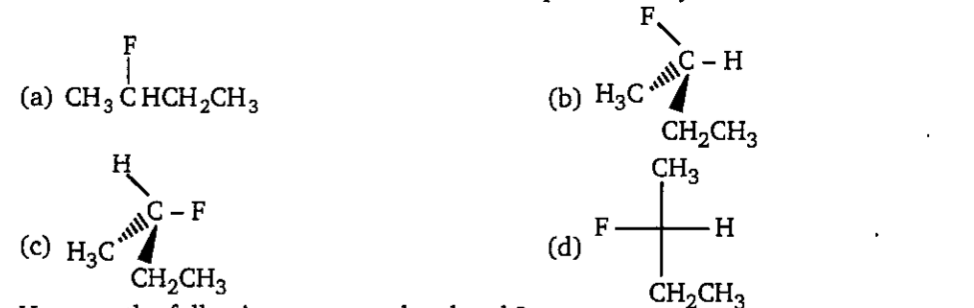 F
(a) CH3CHCH2CH3
F
C – H
(b) H3C
CH2CH3
H
C – F
(c) H3C
CH2CH3
CH3
(d) F H
CH2CH3